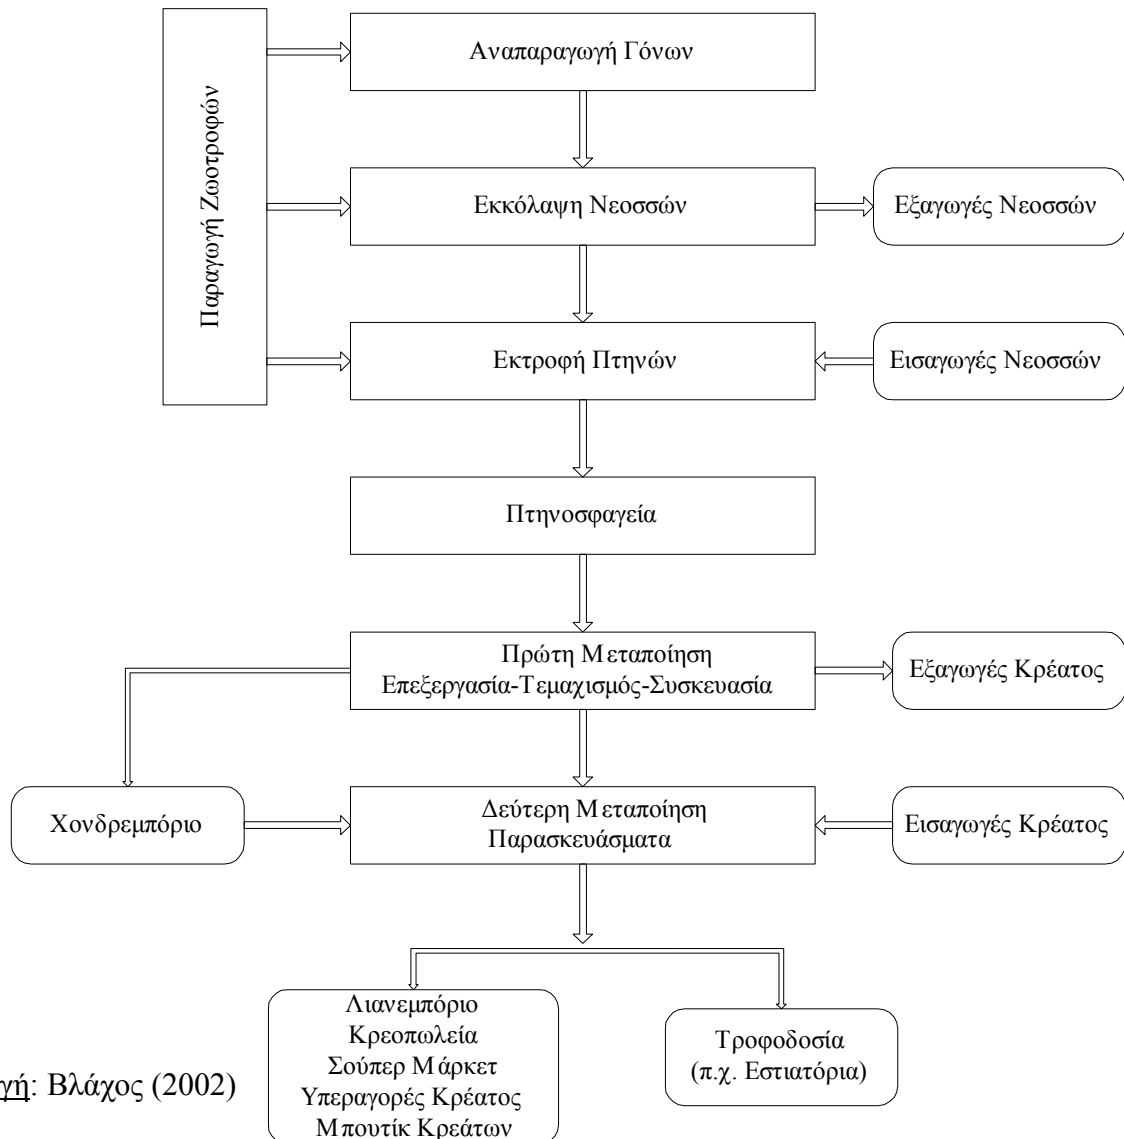 Παραγωγή Ζωοτροφών
Αναπαραγωγή Γόνων
Εκκόλαψη Νεοσσών
Εξαγωγές Νεοσσών
Εκτροφή Πτηνών
Εισαγωγές Νεοσσών
Πτηνοσφαγεία
Πρώτη Μεταποίηση
Επεξεργασία-Τεμαχισμός-Συσκευασία
Εξαγωγές Κρέατος
Χονδρεμπόριο
Δεύτερη Μεταποίηση
Παρασκευάσματα
Εισαγωγές Κρέατος
Λιανεμπόριο
Κρεοπωλεία
Σούπερ Μάρκετ
Υπεραγορές Κρέατος
Μπουτίκ Κρεάτων
Τροφοδοσία
(π.χ. Εστιατόρια)
γή: Βλάχος (2002)